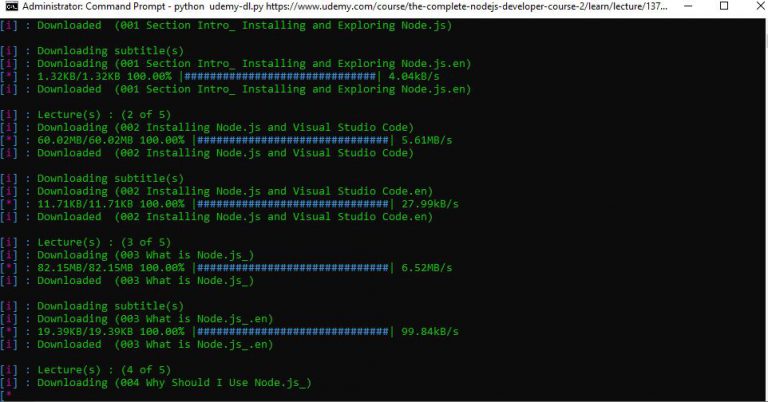 Administrator: Command Prompt - python  udemy-dl.py https://www.udemy.com/course/the-complete-nodejs-developer-course-2/learn/lecture/137...
[i] : Downloaded  (001 Section Intro_ Installing and Exploring Node.js)
[i] : Downloading subtitle(s)
[i] : Downloading (001 Section Intro_ Installing and Exploring Node.js.en)
[*] : 1.32KB/1.32KB 100.00% |##############################| 4.04kB/s
[i] : Downloaded  (001 Section Intro_ Installing and Exploring Node.js.en)
[i] : Lecture(s) : (2 of 5)
[i] : Downloading (002 Installing Node.js and Visual Studio Code)
[*] : 60.02MB/60.02MB 100.00% |##############################| 5.61MB/s
[i] : Downloaded  (002 Installing Node.js and Visual Studio Code)
[i] : Downloading subtitle(s)
[i] : Downloading (002 Installing Node.js and Visual Studio Code.en)
[*] : 11.71KB/11.71KB 100.00% |##############################| 27.99kB/s
[i] : Downloaded  (002 Installing Node.js and Visual Studio Code.en)
[i] : Lecture(s) : (3 of 5)
[i] : Downloading (003 What is Node.js_)
[*] : 82.15MB/82.15MB 100.00% |##############################| 6.52MB/s
[i] : Downloaded  (003 What is Node.js_)
[i] : Downloading subtitle(s)
[i] : Downloading (003 What is Node.js_.en)
[*] : 19.39KB/19.39KB 100.00% |##############################| 99.84kB/s
[i] : Downloaded  (003 What is Node.js_.en)
[i] : Lecture(s) : (4 of 5)
[i] : Downloading (004 Why Should I Use Node.js_)
[*